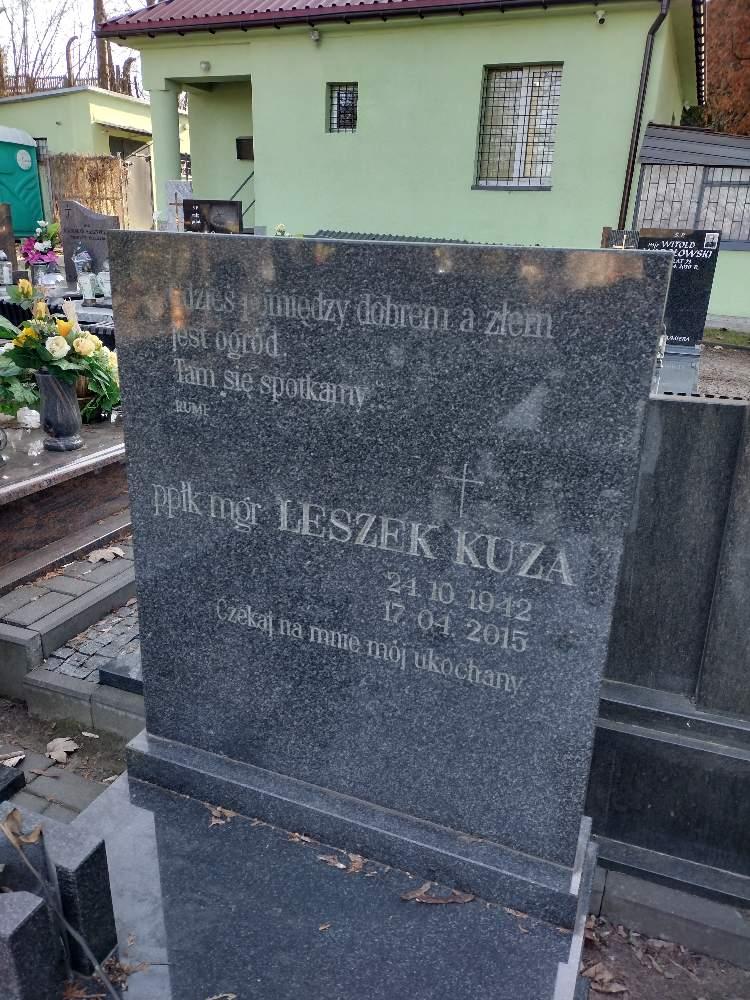 Gdzieś pomiędzy dobrem a złem
jest ogród.
Tam się spotkamy...
RUMI
ppłk mgr LESZEK KUZA
24.10.1942
17.04.2015
Czekaj na mnie mój ukochany
mjr WITOLD